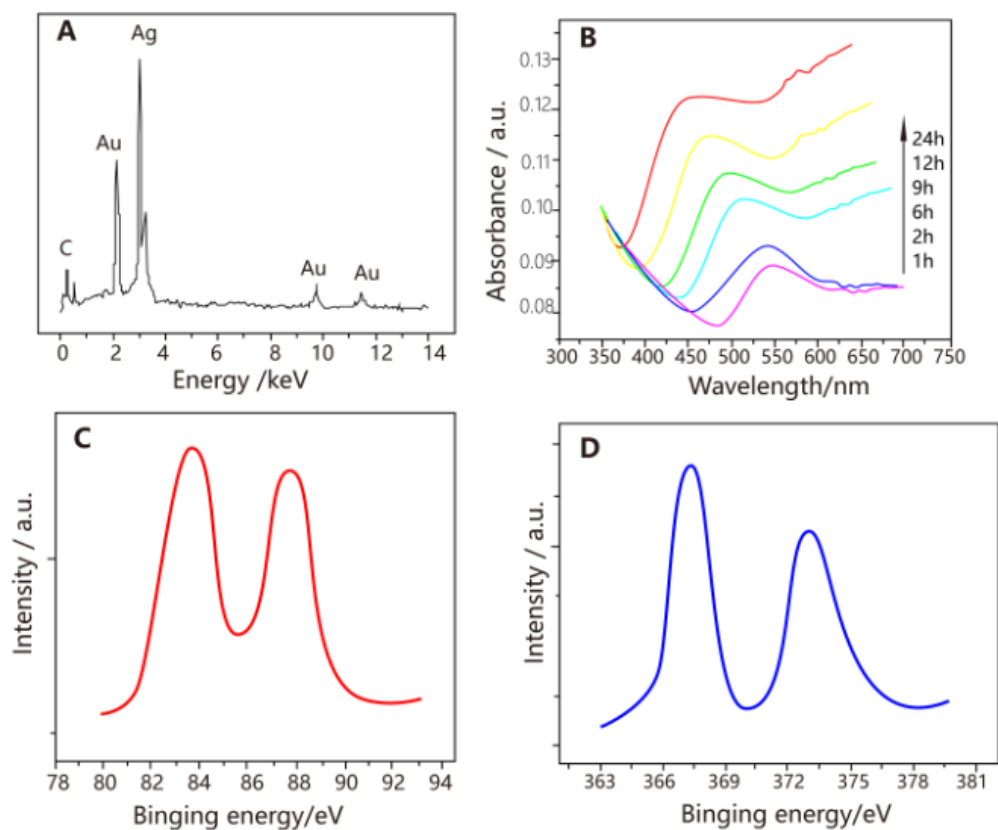 A
Ag
Au
C
Au
Au
0 2 4 6 8 10 12 14
Energy /keV
B
Absorbance / a.u.
0.13
0.12
0.11
0.10
0.09
0.08
24h
12h
9h
6h
2h
1h
300 350 400 450 500 550 600 650 700 750
Wavelength/nm
C
Intensity / a.u.
78 80 82 84 86 88 90 92 94
Binging energy/eV
D
Intensity / a.u.
363 366 369 372 375 378 381
Binging energy/eV